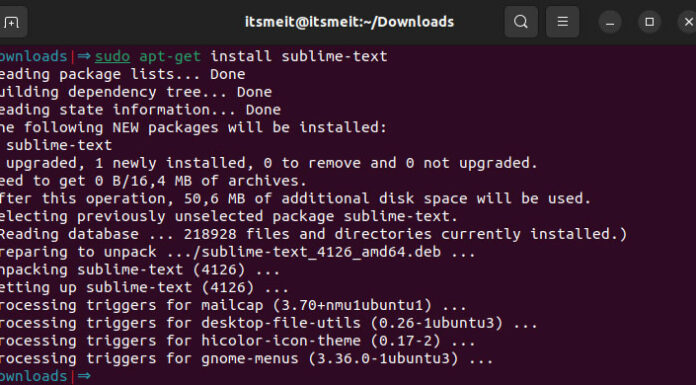 itsmeit@itsmeit:~/Downloads
ownloads|⇒ sudo apt-get install sublime-text
eading package lists... Done
uilding dependency tree... Done
eading state information... Done
he following NEW packages will be installed:
sublime-text
upgraded, 1 newly installed, 0 to remove and 0 not upgraded.
eed to get 0 B/16,4 MB of archives.
fter this operation, 50,6 MB of additional disk space will be used.
electing previously unselected package sublime-text.
Reading database ... 218928 files and directories currently installed.)
reparing to unpack .../sublime-text_4126_amd64.deb ...
npacking sublime-text (4126) ...
etting up sublime-text (4126) ...
rocessing triggers for mailcap (3.70+nmu1ubuntu1) ...
rocessing triggers for desktop-file-utils (0.26-1ubuntu3) ...
rocessing triggers for hicolor-icon-theme (0.17-2) ...
rocessing triggers for gnome-menus (3.36.0-1ubuntu3) ...
ownloads|⇒